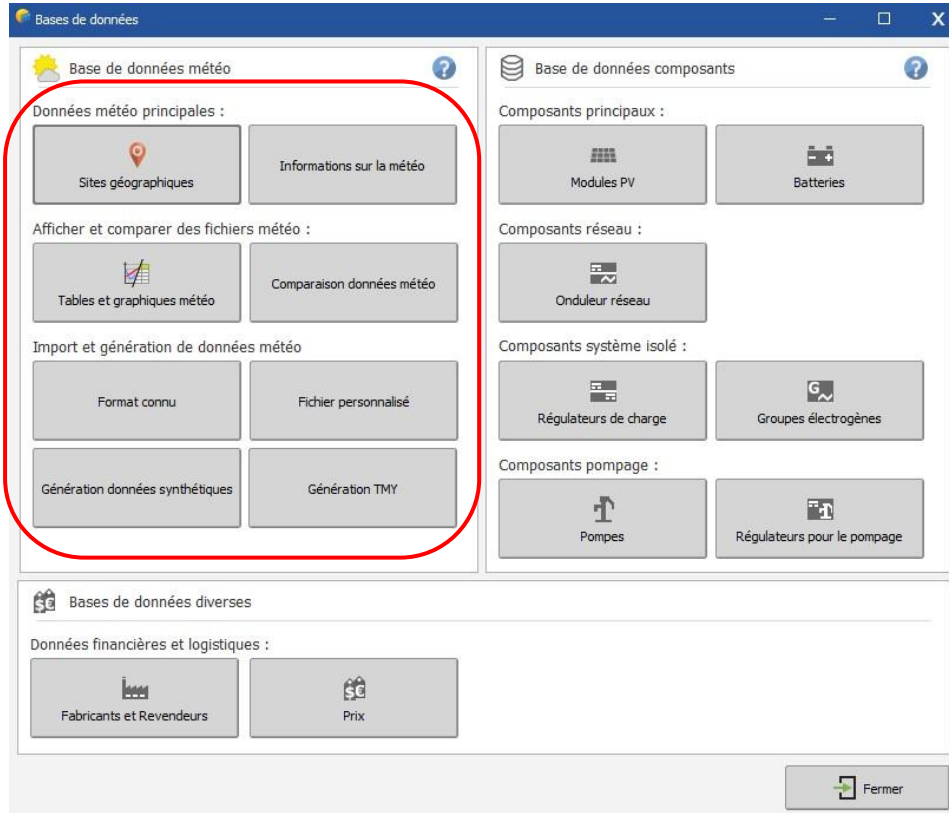 Bases de données
Base de données météo
Données météo principales :
Sites géographiques
Informations sur la météo
Afficher et comparer des fichiers météo :
Tables et graphiques météo
Comparaison données météo
Import et génération de données météo
Format connu
Fichier personnalisé
Génération données synthétiques
Génération TMY
Base de données composants
Composants principaux :
Modules PV
Batteries
Composants réseau :
Onduleur réseau
Composants système isolé :
Régulateurs de charge
Groupes électrogènes
Composants pompage :
Pompes
Régulateurs pour le pompage
Bases de données diverses
Données financières et logistiques :
Fabricants et Revendeurs
Prix
Fermer